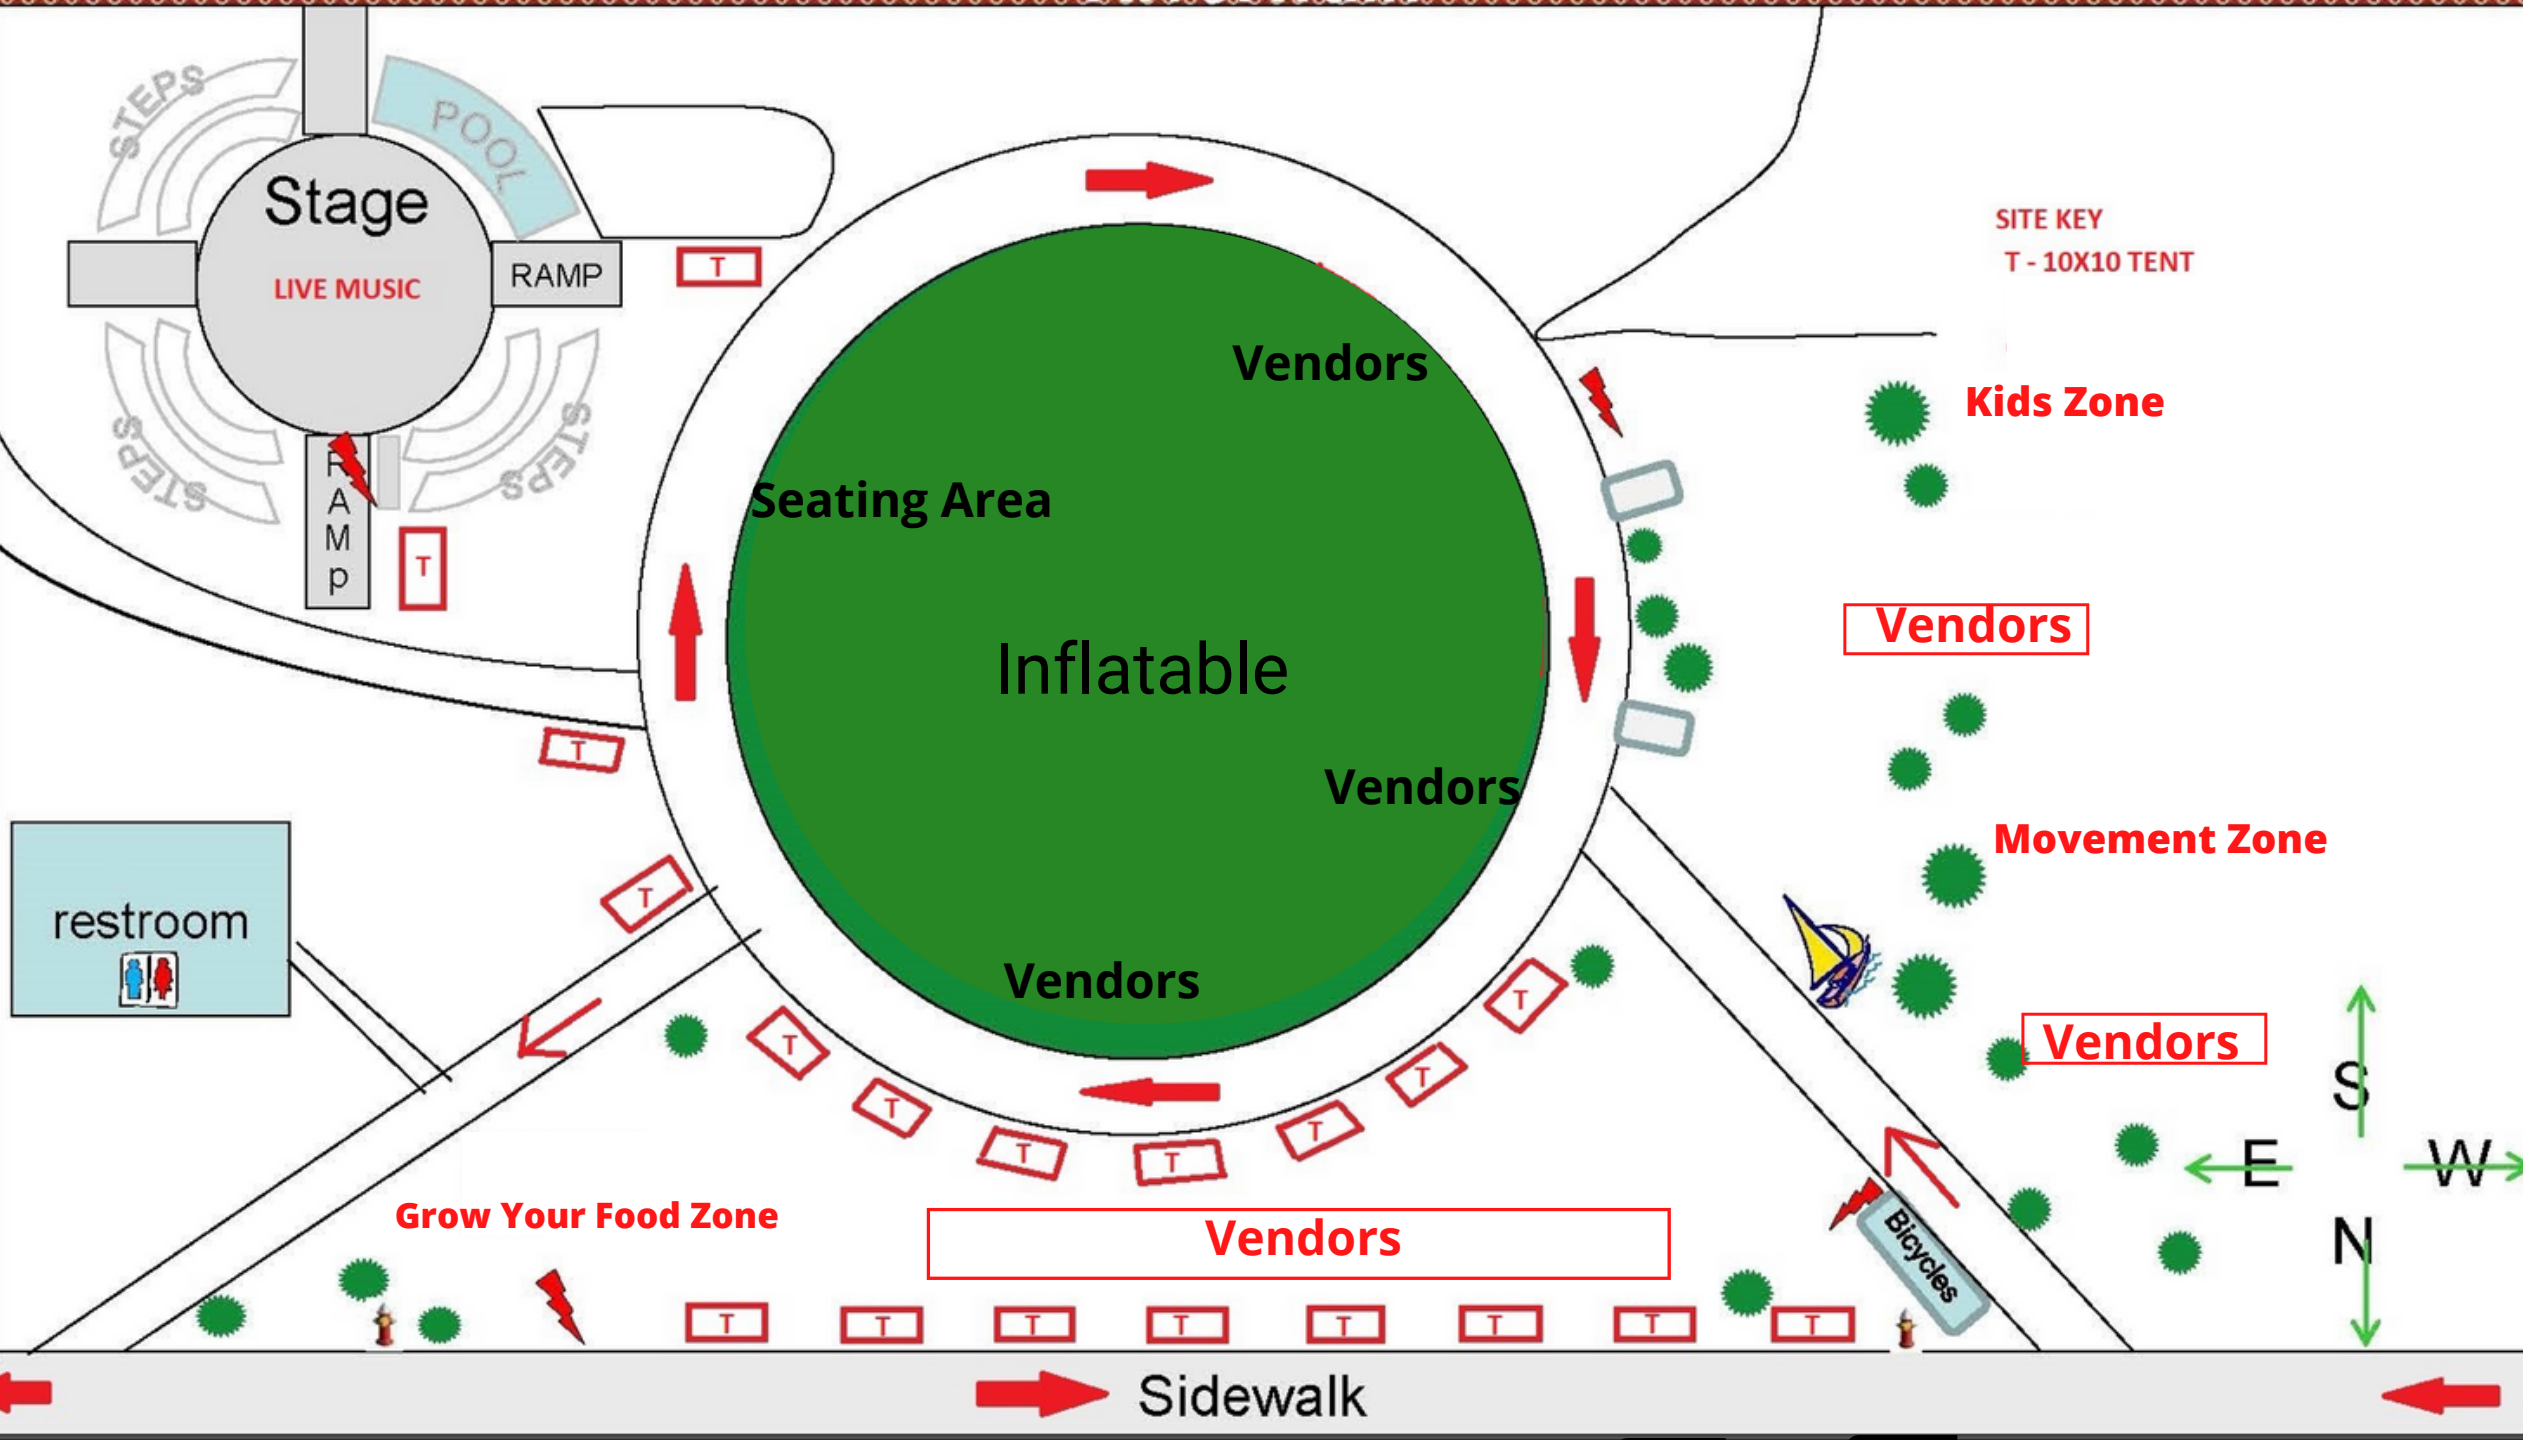 STEPS
POOL
Stage
LIVE MUSIC
RAMP
T
SITE KEY
T - 10X10 TENT
Vendors
Kids Zone
STEPS
STEPS
RAMp
T
Seating Area
Vendors
Inflatable
T
Vendors
Movement Zone
T
restroom
Vendors
T
T
Vendors
T
T
T
T
T
T
S
E
W
N
Grow Your Food Zone
Vendors
Bicycles
T
T
T
T
T
T
T
T
Sidewalk